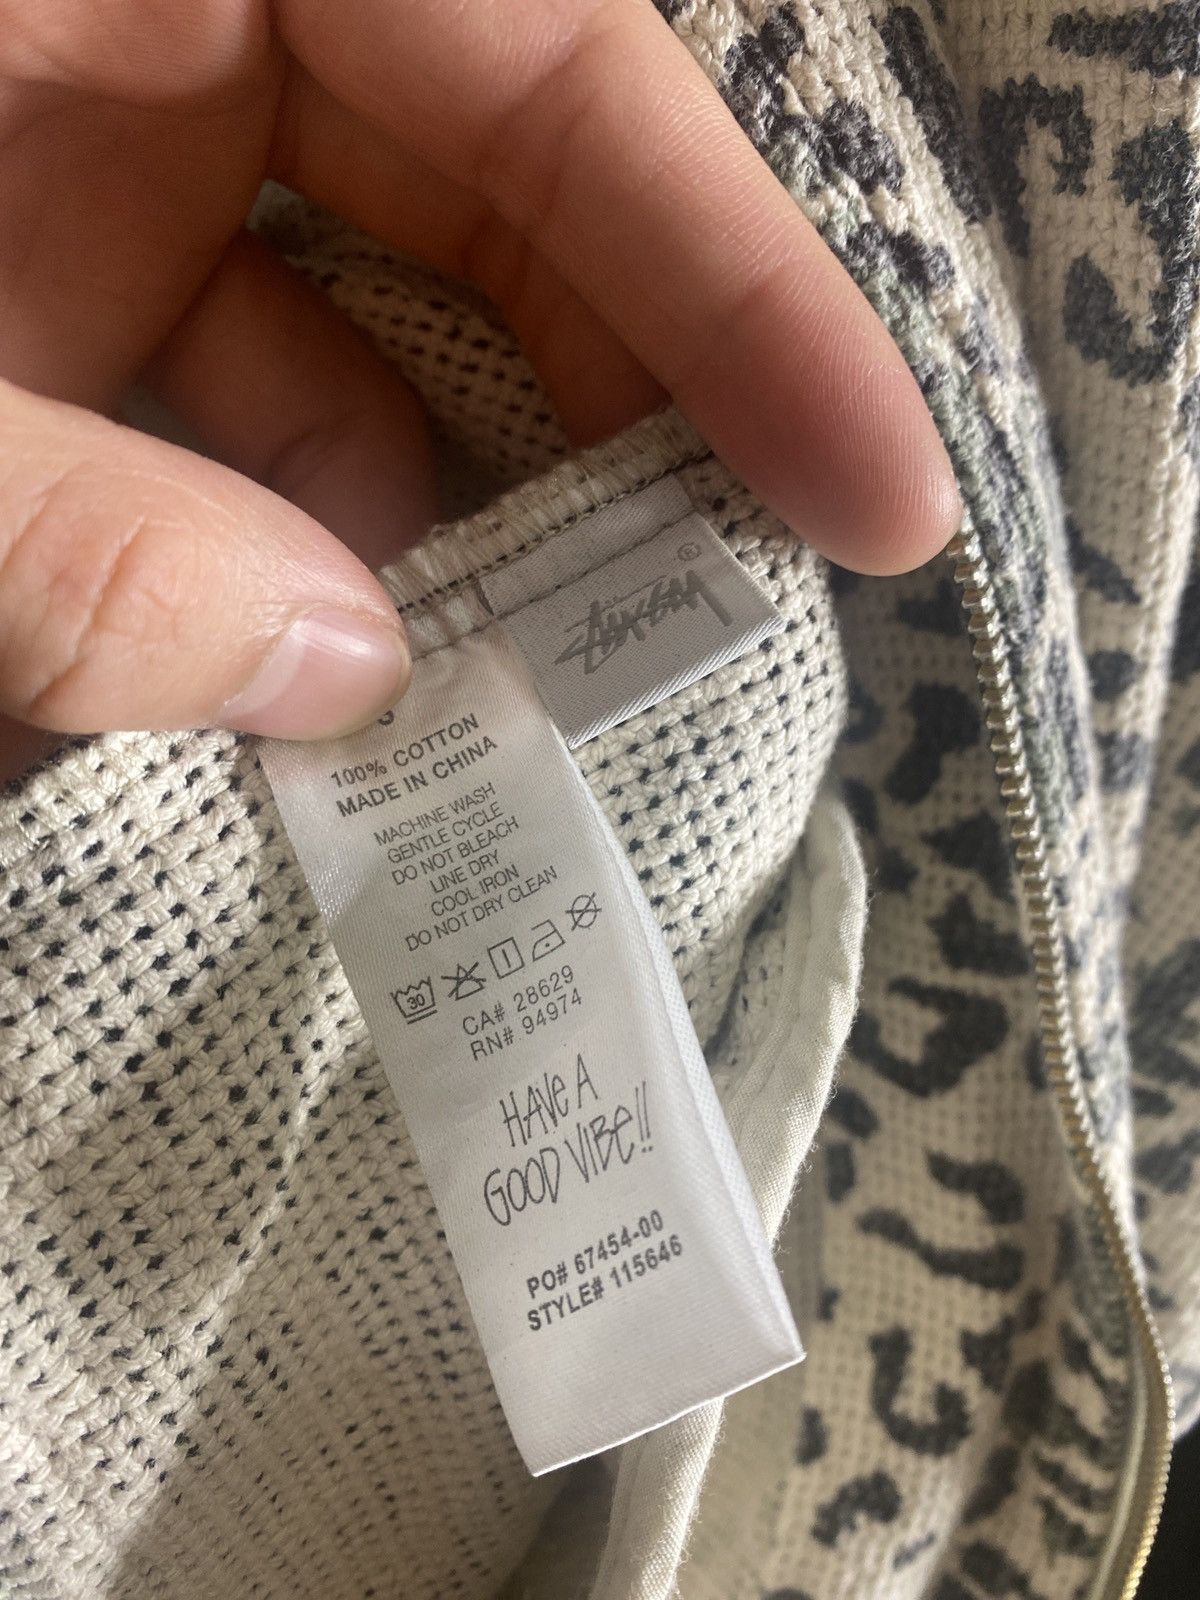 STÜSSY ®
S
100% COTTON
MADE IN CHINA
MACHINE WASH
GENTLE CYCLE
DO NOT BLEACH
LINE DRY
COOL IRON
DO NOT DRY CLEAN
30
CA# 28629
RN# 94974
HAVE A
GOOD VIBE!!
PO# 67454-00
STYLE# 115646